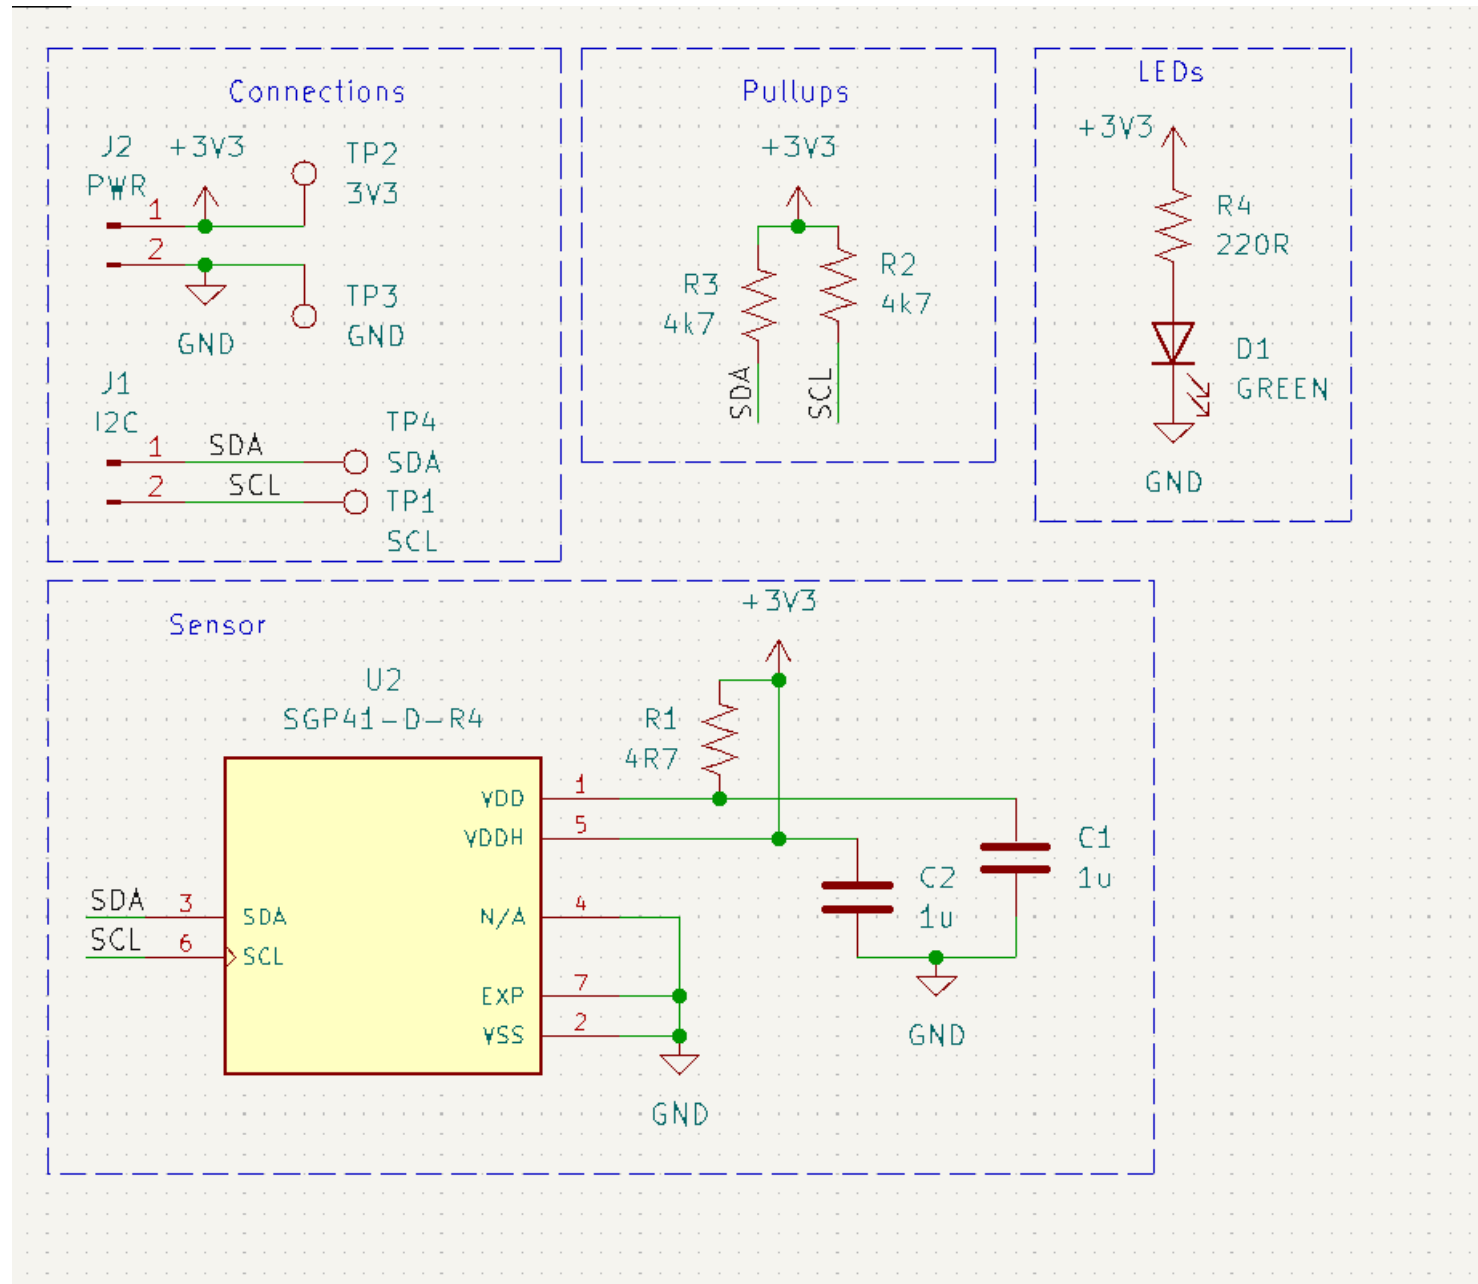 Connections
J2
PWR
+3V3
TP2
3V3
1
2
TP3
GND
GND
J1
I2C
1
SDA
2
SCL
TP4
SDA
TP1
SCL
Pullups
+3V3
R3
4k7
R2
4k7
SDA
SCL
LEDs
+3V3
R4
220R
D1
GREEN
GND
Sensor
+3V3
U2
SGP41-D-R4
R1
4R7
VDD
1
VDDH
5
C1
1u
C2
1u
SDA
3
SDA
N/A
4
SCL
6
SCL
EXP
7
VSS
2
GND
GND